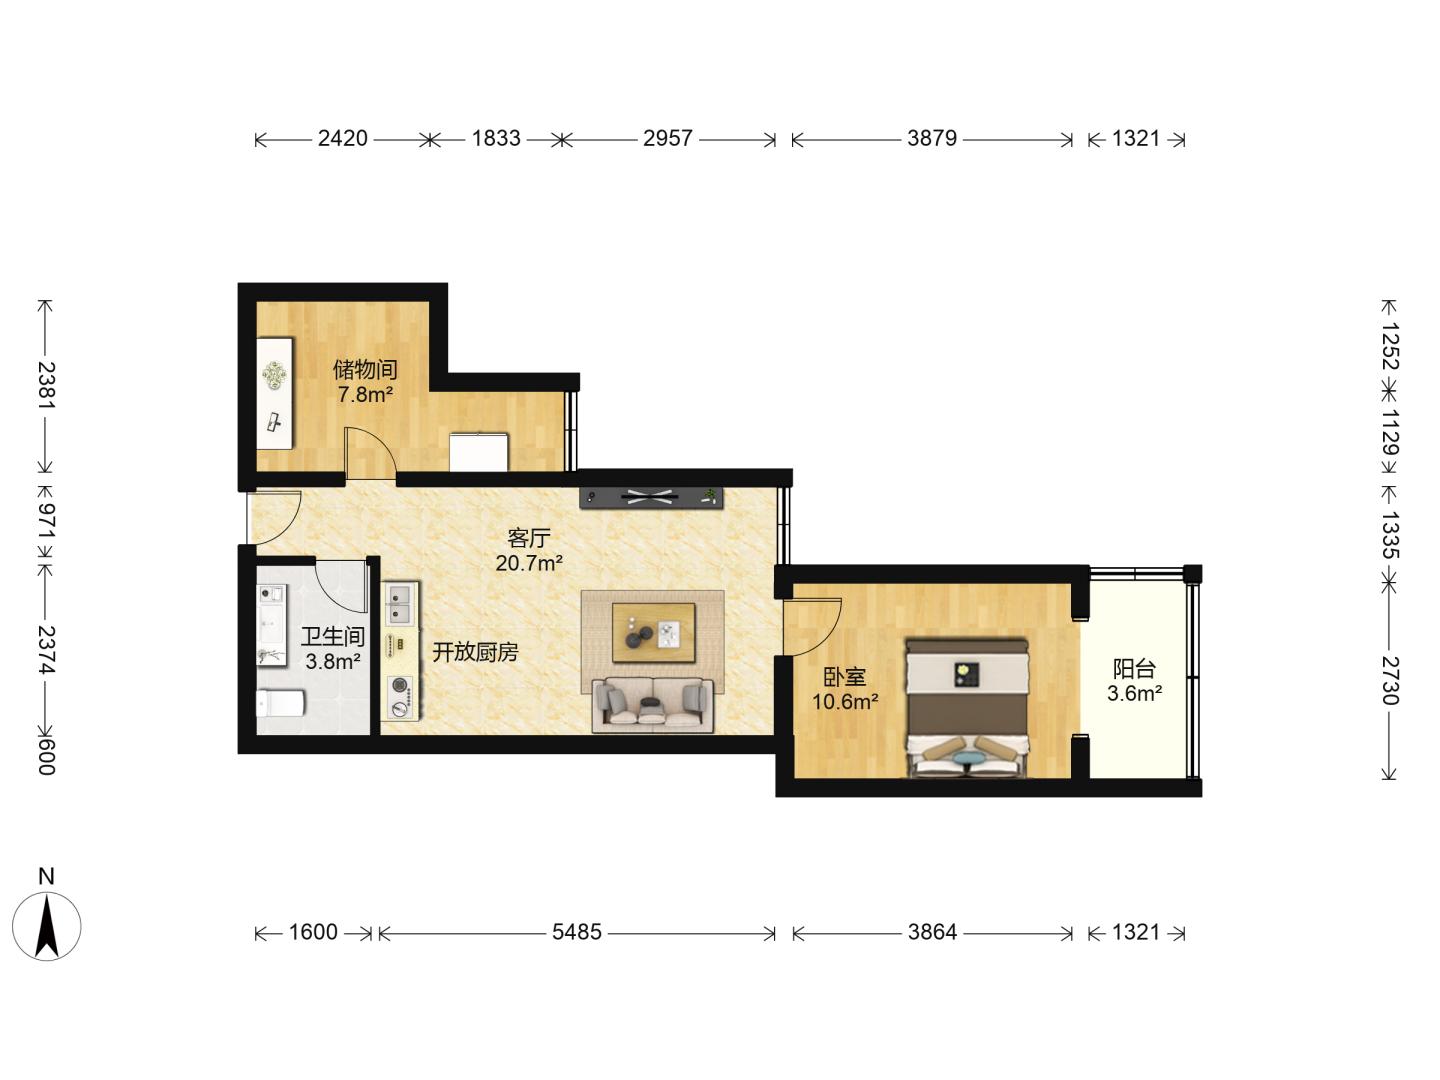 2420 1833 2957 3879 1321
2381
971
2374
600
1252
1129
1335
2730
储物间
7.8m²
客厅
20.7m²
卫生间
3.8m²
开放厨房
卧室
10.6m²
阳台
3.6m²
N
1600 5485 3864 1321